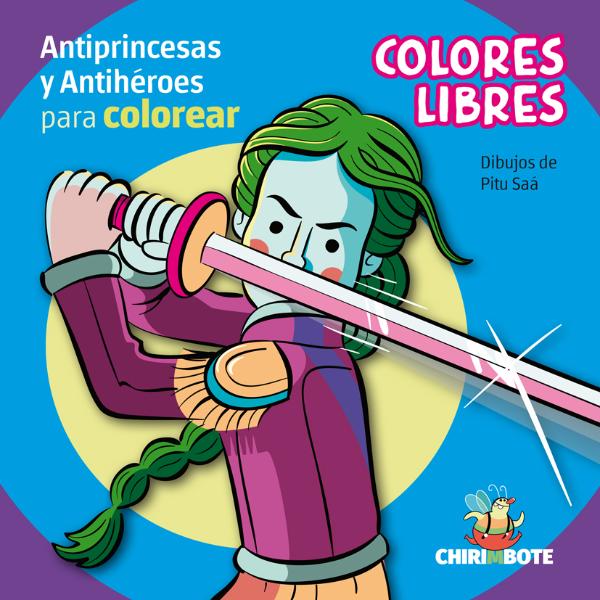 Antiprincesas
y Antihéroes
para colorear
COLORES
LIBRES
Dibujos de
Pitu Saá
CHIRIMBOTE